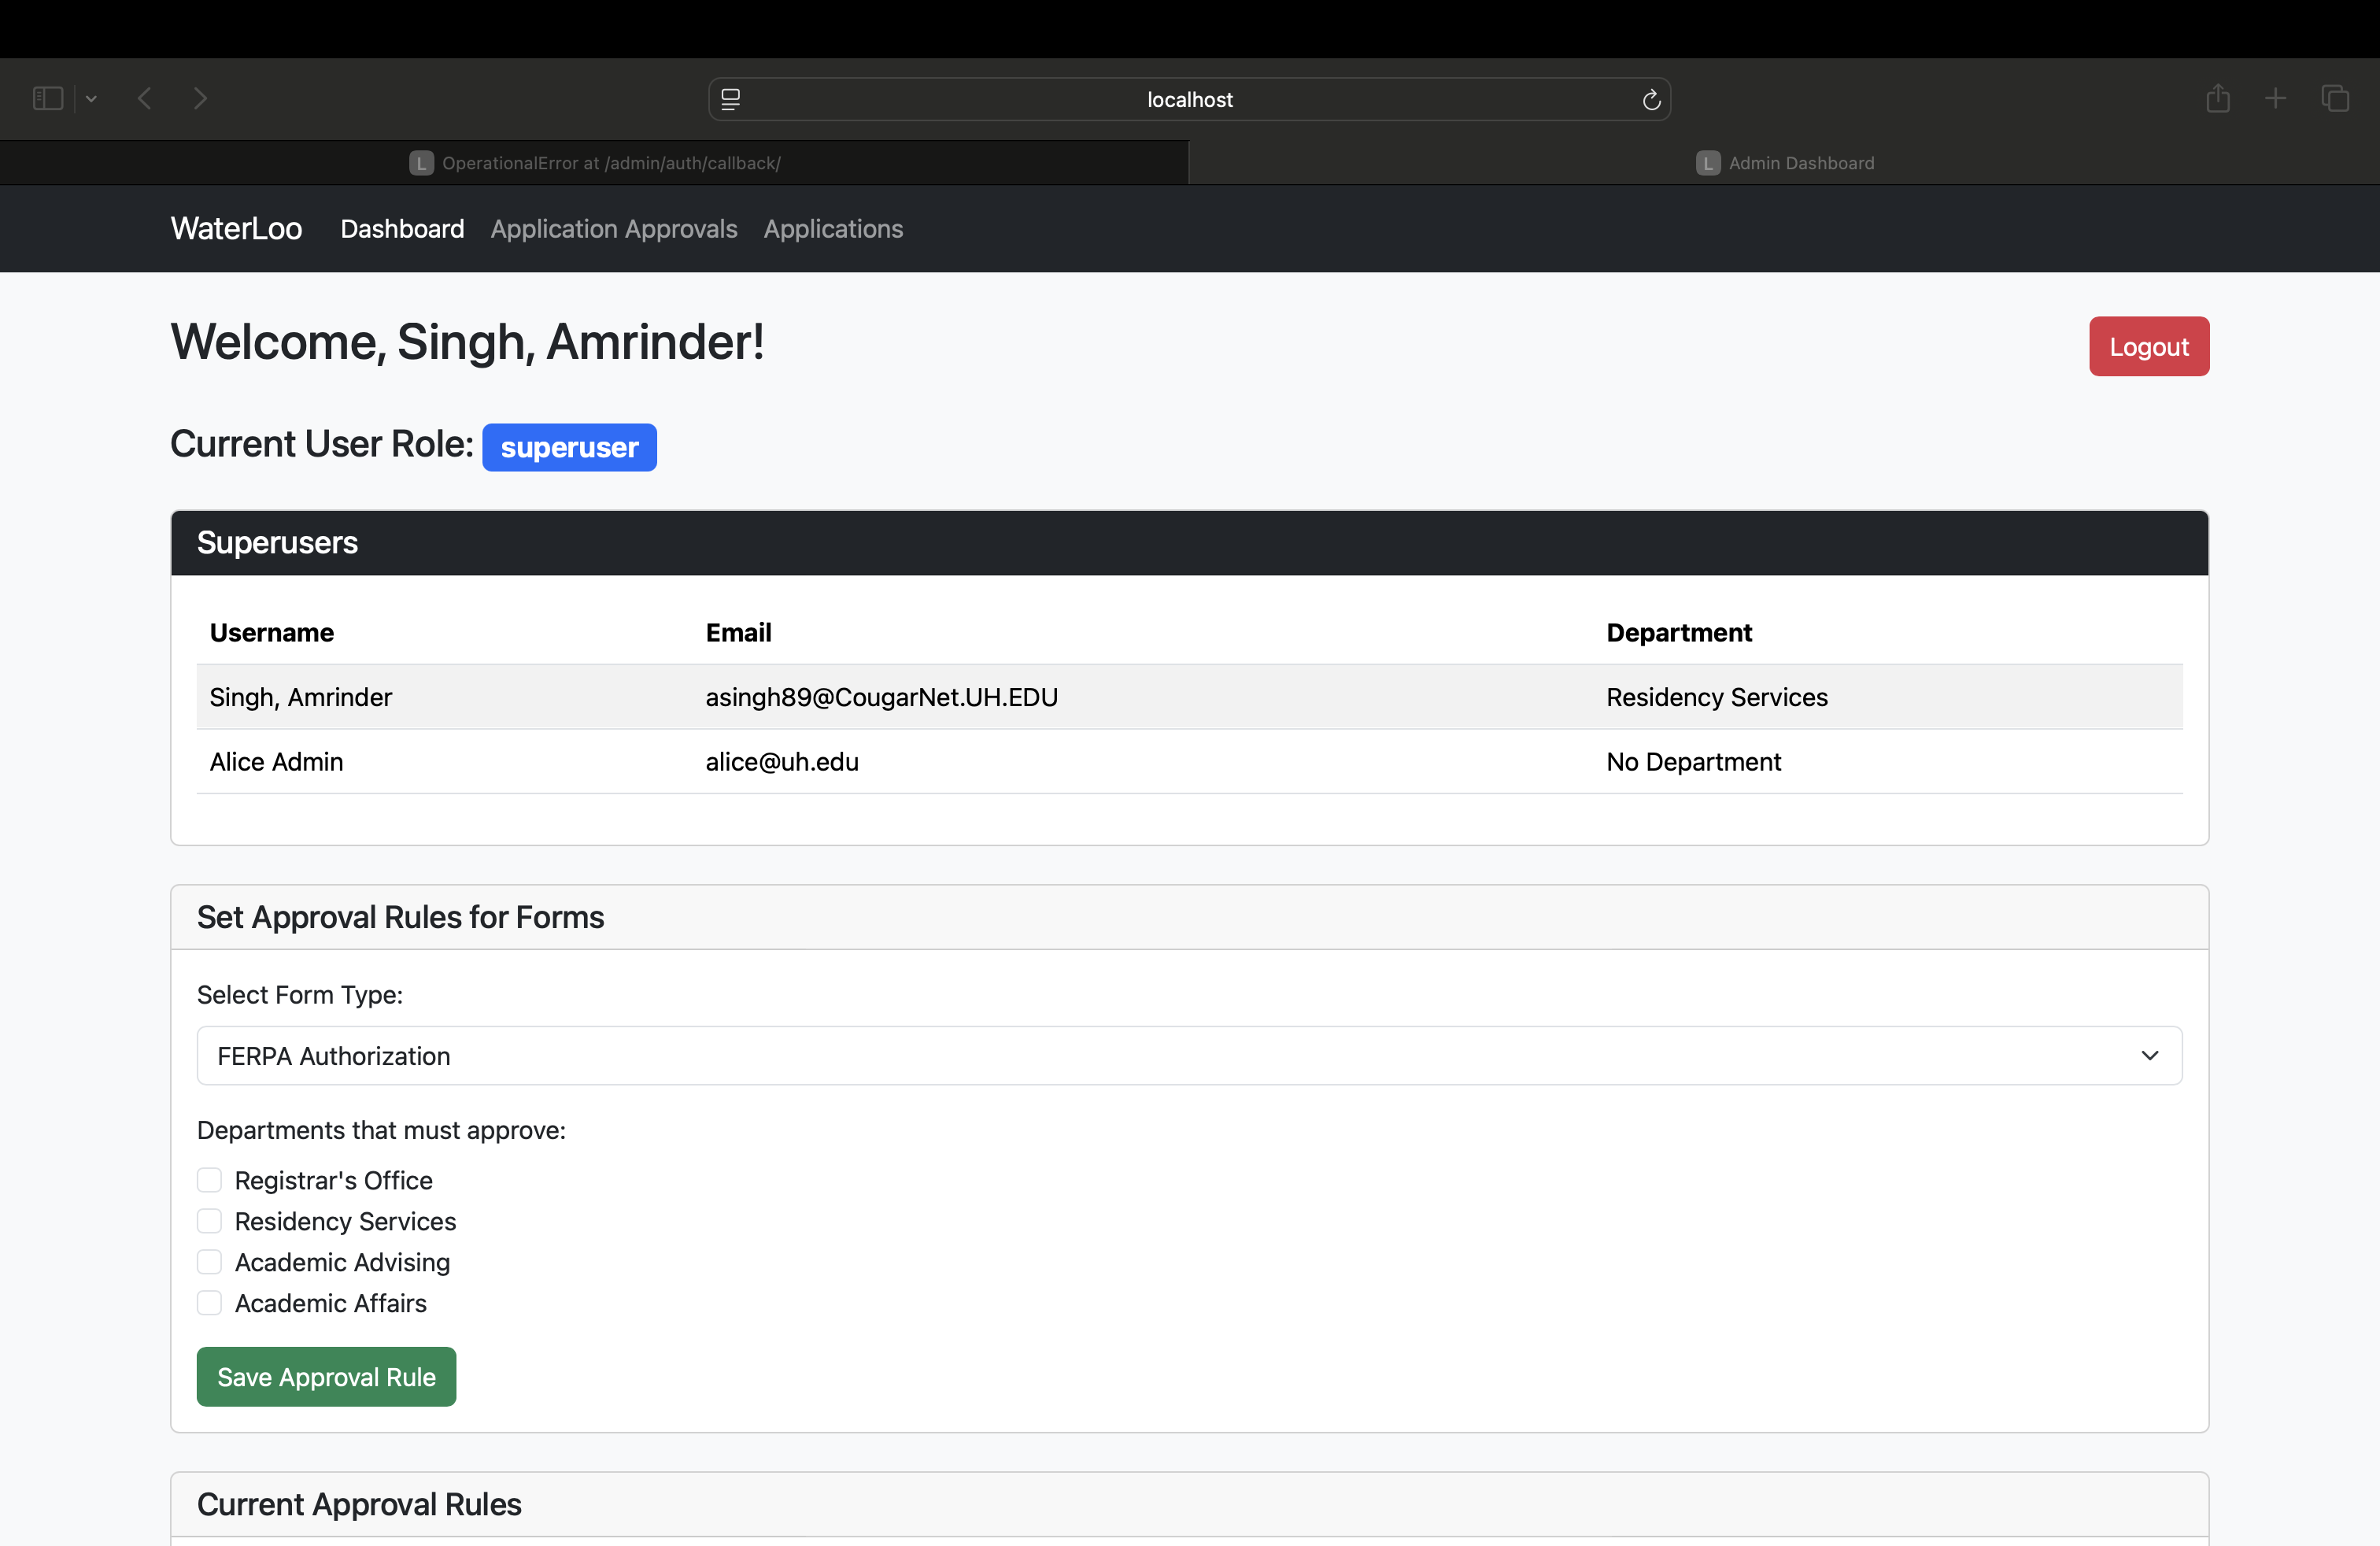 localhost
L OperationalError at /admin/auth/callback/
L Admin Dashboard
WaterLoo Dashboard Application Approvals Applications
Welcome, Singh, Amrinder!
Logout
Current User Role: superuser
Superusers
Username Email Department
Singh, Amrinder asingh89@CougarNet.UH.EDU Residency Services
Alice Admin alice@uh.edu No Department
Set Approval Rules for Forms
Select Form Type:
FERPA Authorization
Departments that must approve:
Registrar's Office
Residency Services
Academic Advising
Academic Affairs
Save Approval Rule
Current Approval Rules